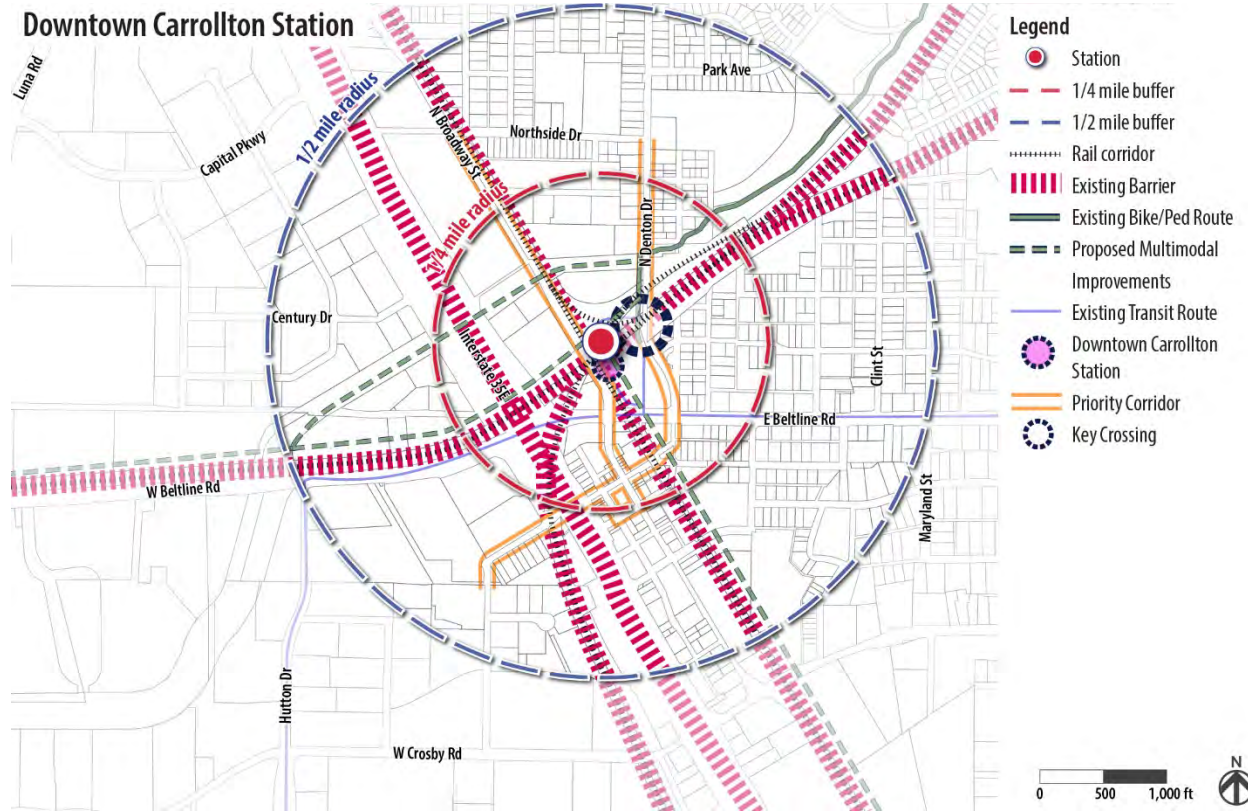 Downtown Carrollton Station
Luna Rd
Capital Pkwy
1/2 mile radius
N Broadway St
Northside Dr
Park Ave
1/4 mile radius
N Denton Dr
Century Dr
Interstate 35E
Clint St
E Beltline Rd
W Beltline Rd
Maryland St
Hutton Dr
W Crosby Rd
Legend
Station
1/4 mile buffer
1/2 mile buffer
Rail corridor
Existing Barrier
Existing Bike/Ped Route
Proposed Multimodal
Improvements
Existing Transit Route
Downtown Carrollton
Station
Priority Corridor
Key Crossing
0 500 1,000 ft
N